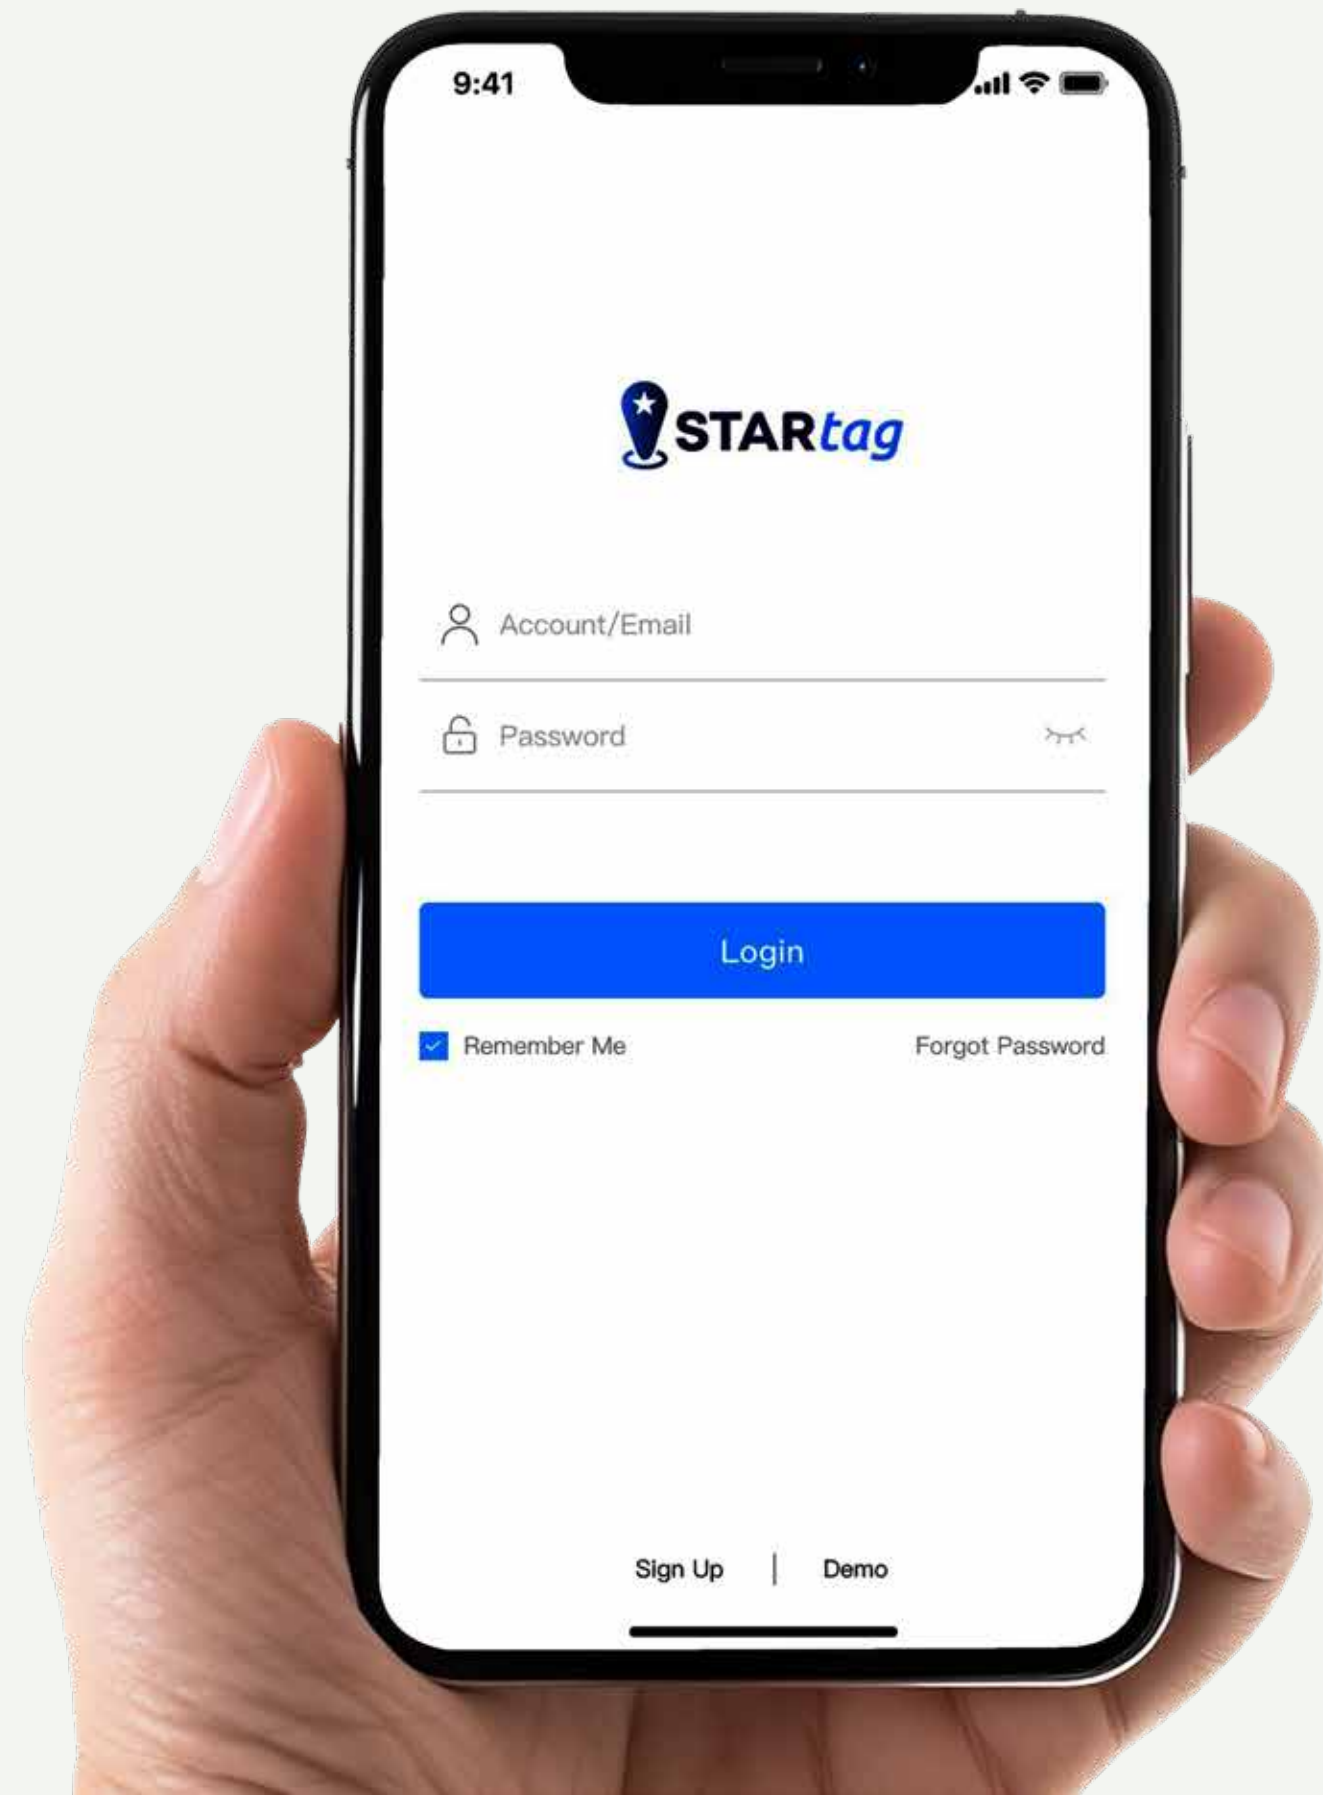 9:41
STARtag
Account/Email
Password
Login
Remember Me
Forgot Password
Sign Up | Demo